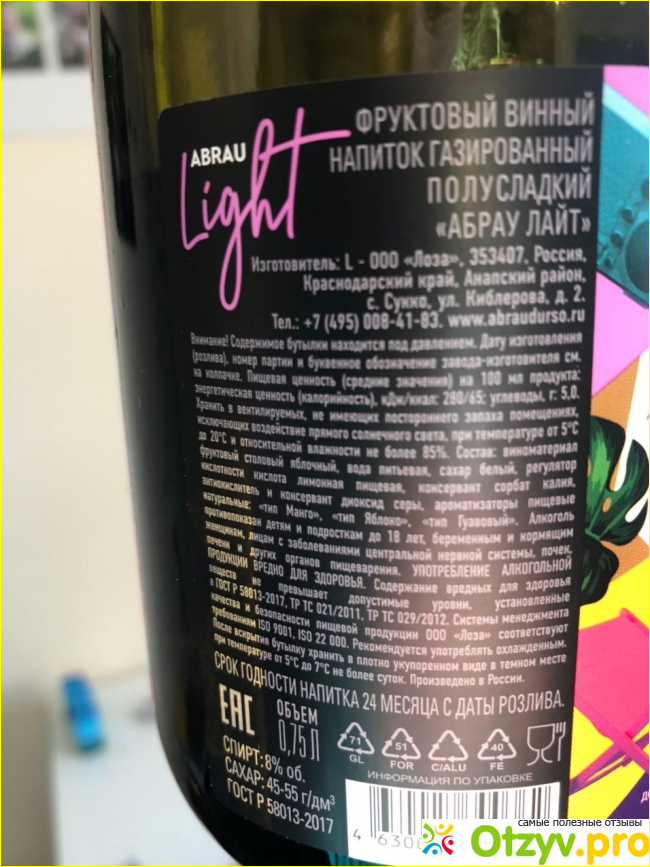 ABRAU
Light
ФРУКТОВЫЙ ВИННЫЙ
НАПИТОК ГАЗИРОВАННЫЙ
ПОЛУСЛАДКИЙ
«АБРАУ ЛАЙТ»
Изготовитель: L - ООО «Лоза», 353407, Россия,
Краснодарский край, Анапский район,
с. Сукко, ул. Киблерова, д. 2.
Тел.: +7 (495) 008-41-83. www.abraudurso.ru
Внимание! Содержимое бутылки находится под давлением. Дату изготовления
(розлива), номер партии и буквенное обозначение завода-изготовителя см.
на колпачке. Пищевая ценность (средние значения) на 100 мл продукта:
энергетическая ценность (калорийность), кДж/ккал: 280/65; углеводы, г: 5,0.
Хранить в вентилируемых, не имеющих постороннего запаха помещениях,
исключающих воздействие прямого солнечного света, при температуре от 5°С
до 20°С и относительной влажности не более 85%. Состав: виноматериал
фруктовый столовый яблочный, вода питьевая, сахар белый, регулятор
кислотности кислота лимонная пищевая, консервант сорбат калия,
антиокислитель и консервант диоксид серы, ароматизаторы пищевые
натуральные: «тип Манго», «тип Яблоко», «тип Гуавовый». Алкоголь
противопоказан детям и подросткам до 18 лет, беременным и кормящим
женщинам, лицам с заболеваниями центральной нервной системы, почек,
печени и других органов пищеварения. УПОТРЕБЛЕНИЕ АЛКОГОЛЬНОЙ
ПРОДУКЦИИ ВРЕДНО ДЛЯ ЗДОРОВЬЯ. Содержание вредных для здоровья
веществ не превышает допустимые уровни, установленные
в ГОСТ Р 58013-2017, ТР ТС 021/2011, ТР ТС 029/2012. Системы менеджмента
качества и безопасности пищевой продукции ООО «Лоза» соответствуют
требованиям ISO 9001, ISO 22 000. Рекомендуется употреблять охлажденным.
После вскрытия бутылку хранить в плотно укупоренном виде в темном месте
при температуре от 5°С до 7°С не более суток. Произведено в России.
СРОК ГОДНОСТИ НАПИТКА 24 МЕСЯЦА С ДАТЫ РОЗЛИВА.
EAC
ОБЪЕМ
0,75 Л
71
GL
51
FOR
C/ALU
40
FE
ИНФОРМАЦИЯ ПО УПАКОВКЕ
СПИРТ: 8% об.
САХАР: 45-55 г/дм³
ГОСТ Р 58013-2017
4 6300
самые полезные отзывы
Otzyv.pro